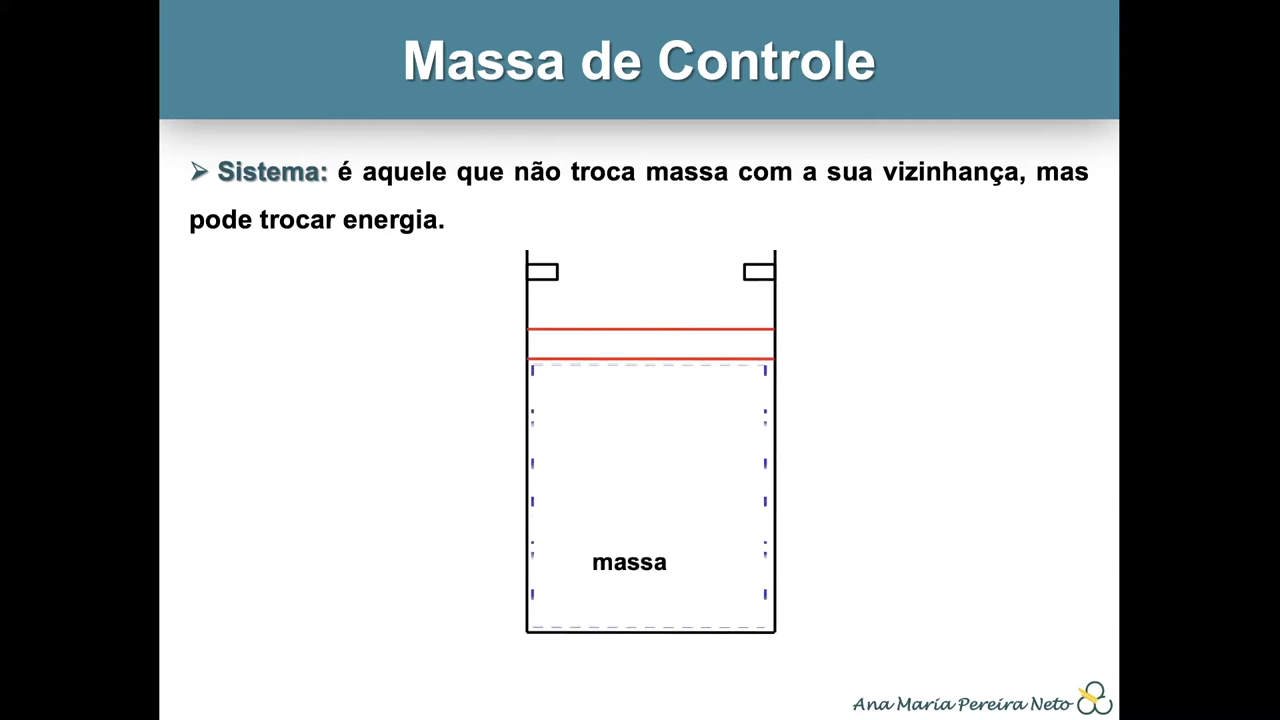 Massa de Controle
Sistema: é aquele que não troca massa com a sua vizinhança, mas
pode trocar energia.
massa
Ana Maria Pereira Neto